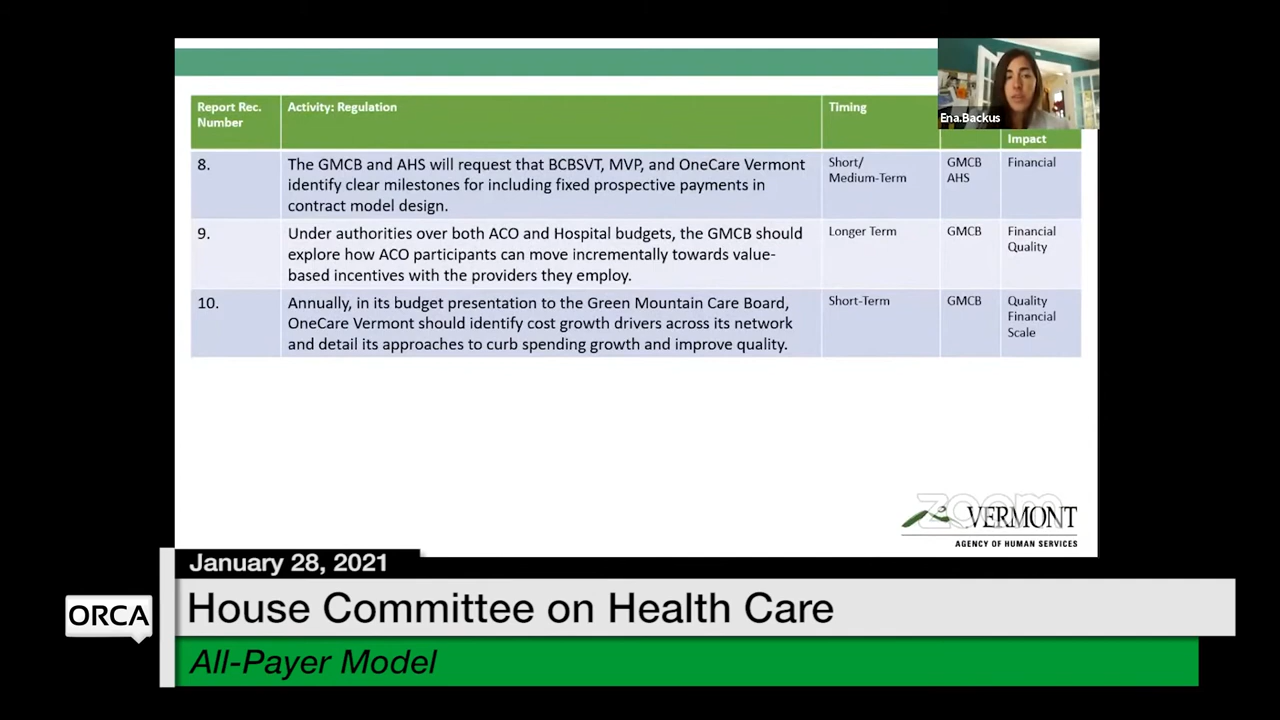 Report Rec.
Number
Activity: Regulation
Timing
Impact
Ena.Backus
8.
The GMCB and AHS will request that BCBSVT, MVP, and OneCare Vermont
identify clear milestones for including fixed prospective payments in
contract model design.
Short/
Medium-Term
GMCB
AHS
Financial
9.
Under authorities over both ACO and Hospital budgets, the GMCB should
explore how ACO participants can move incrementally towards value-
based incentives with the providers they employ.
Longer Term
GMCB
Financial
Quality
10.
Annually, in its budget presentation to the Green Mountain Care Board,
OneCare Vermont should identify cost growth drivers across its network
and detail its approaches to curb spending growth and improve quality.
Short-Term
GMCB
Quality
Financial
Scale
zoom
VERMONT
AGENCY OF HUMAN SERVICES
January 28, 2021
ORCA
House Committee on Health Care
All-Payer Model